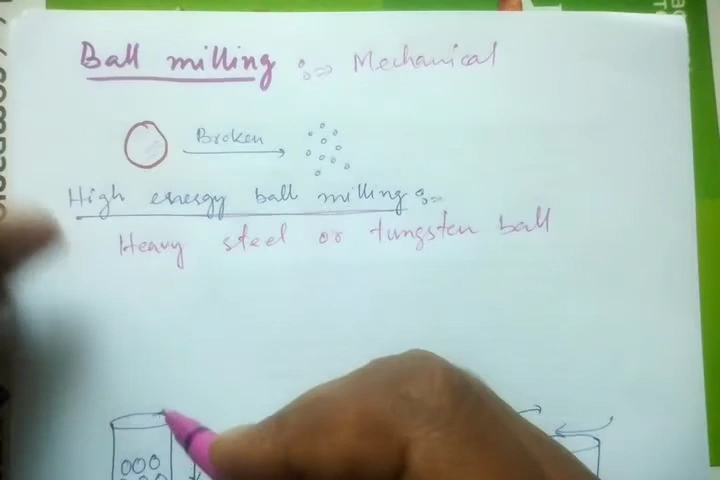 Ball milling :⇒ Mechanical
Broken
High energy ball milling :=
Heavy steel or tungsten ball